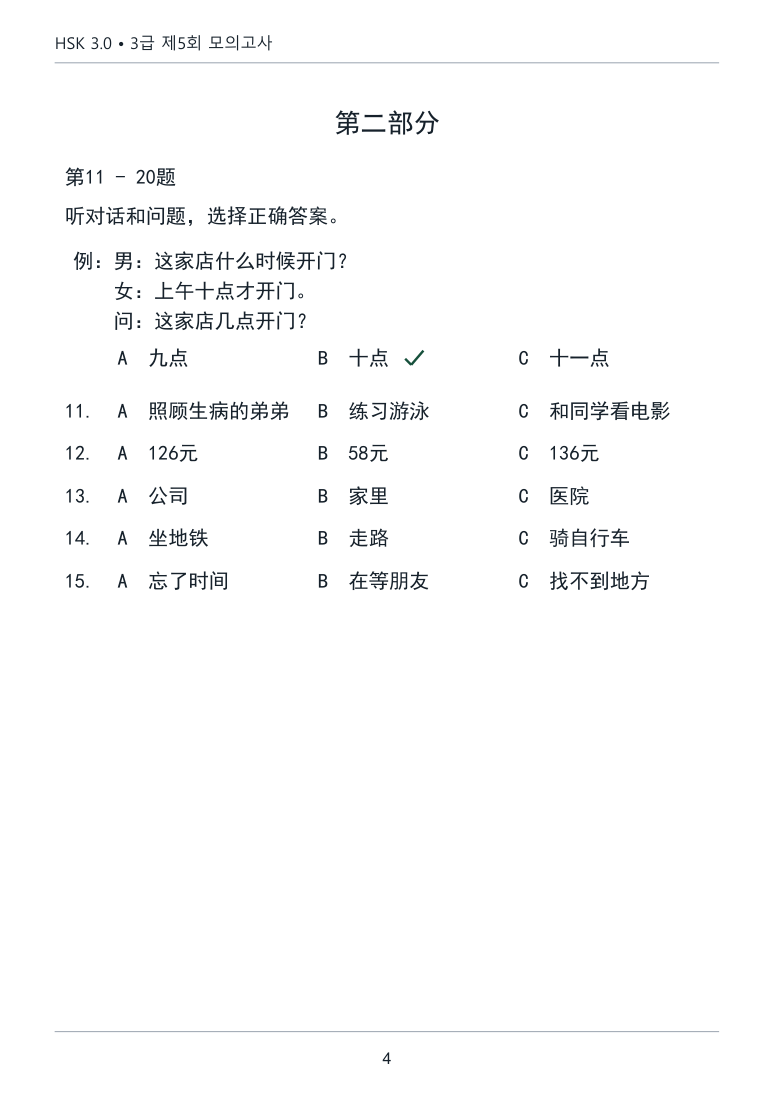 HSK 3.0 • 3급 제5회 모의고사
第二部分
第11 - 20题
听对话和问题，选择正确答案。
例：男：这家店什么时候开门？
女：上午十点才开门。
问：这家店几点开门？
A 九点 B 十点 ✓ C 十一点
11. A 照顾生病的弟弟 B 练习游泳 C 和同学看电影
12. A 126元 B 58元 C 136元
13. A 公司 B 家里 C 医院
14. A 坐地铁 B 走路 C 骑自行车
15. A 忘了时间 B 在等朋友 C 找不到地方
4